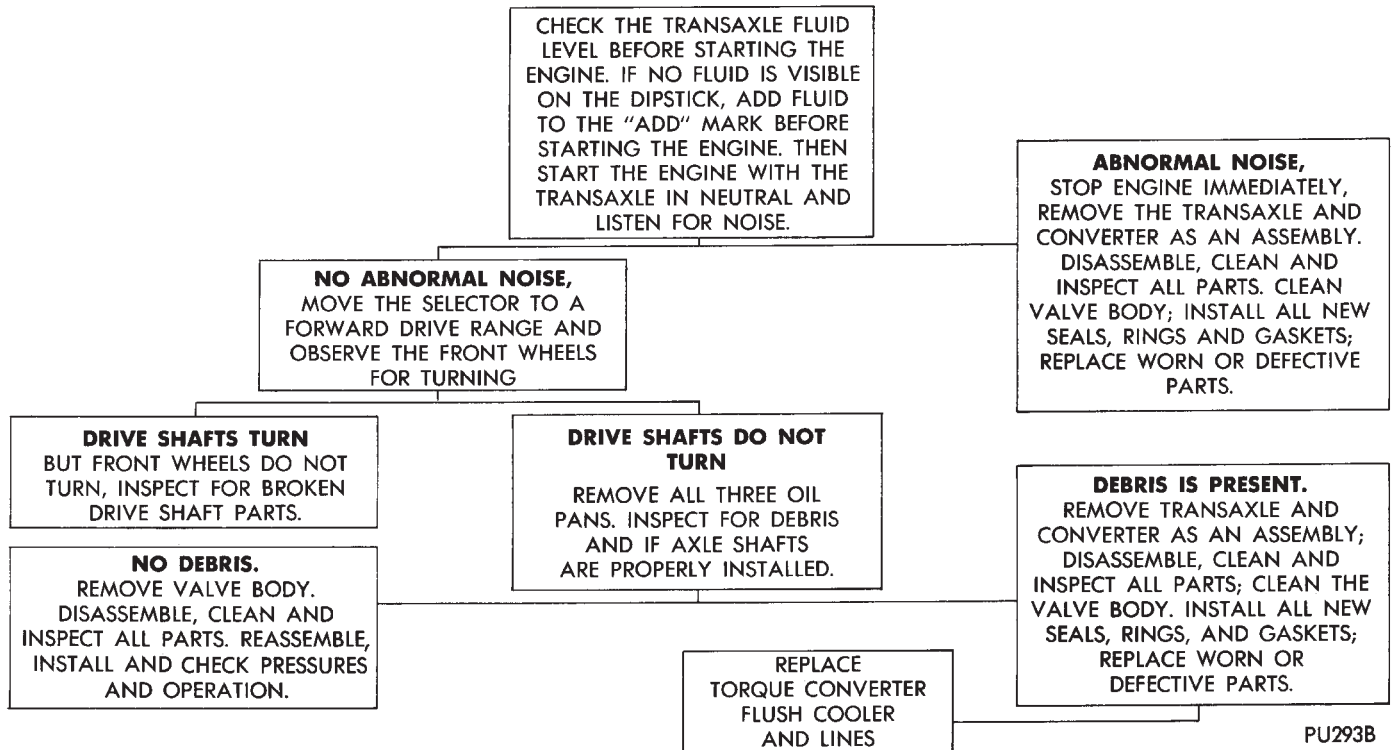 CHECK THE TRANSAXLE FLUID
LEVEL BEFORE STARTING THE
ENGINE. IF NO FLUID IS VISIBLE
ON THE DIPSTICK, ADD FLUID
TO THE "ADD" MARK BEFORE
STARTING THE ENGINE. THEN
START THE ENGINE WITH THE
TRANSAXLE IN NEUTRAL AND
LISTEN FOR NOISE.
ABNORMAL NOISE,
STOP ENGINE IMMEDIATELY,
REMOVE THE TRANSAXLE AND
CONVERTER AS AN ASSEMBLY.
DISASSEMBLE, CLEAN AND
INSPECT ALL PARTS. CLEAN
VALVE BODY; INSTALL ALL NEW
SEALS, RINGS AND GASKETS;
REPLACE WORN OR DEFECTIVE
PARTS.
NO ABNORMAL NOISE,
MOVE THE SELECTOR TO A
FORWARD DRIVE RANGE AND
OBSERVE THE FRONT WHEELS
FOR TURNING
DRIVE SHAFTS TURN
BUT FRONT WHEELS DO NOT
TURN, INSPECT FOR BROKEN
DRIVE SHAFT PARTS.
DRIVE SHAFTS DO NOT
TURN
REMOVE ALL THREE OIL
PANS. INSPECT FOR DEBRIS
AND IF AXLE SHAFTS
ARE PROPERLY INSTALLED.
NO DEBRIS.
REMOVE VALVE BODY.
DISASSEMBLE, CLEAN AND
INSPECT ALL PARTS. REASSEMBLE,
INSTALL AND CHECK PRESSURES
AND OPERATION.
DEBRIS IS PRESENT.
REMOVE TRANSAXLE AND
CONVERTER AS AN ASSEMBLY;
DISASSEMBLE, CLEAN AND
INSPECT ALL PARTS; CLEAN THE
VALVE BODY. INSTALL ALL NEW
SEALS, RINGS, AND GASKETS;
REPLACE WORN OR
DEFECTIVE PARTS.
REPLACE
TORQUE CONVERTER
FLUSH COOLER
AND LINES
PU293B